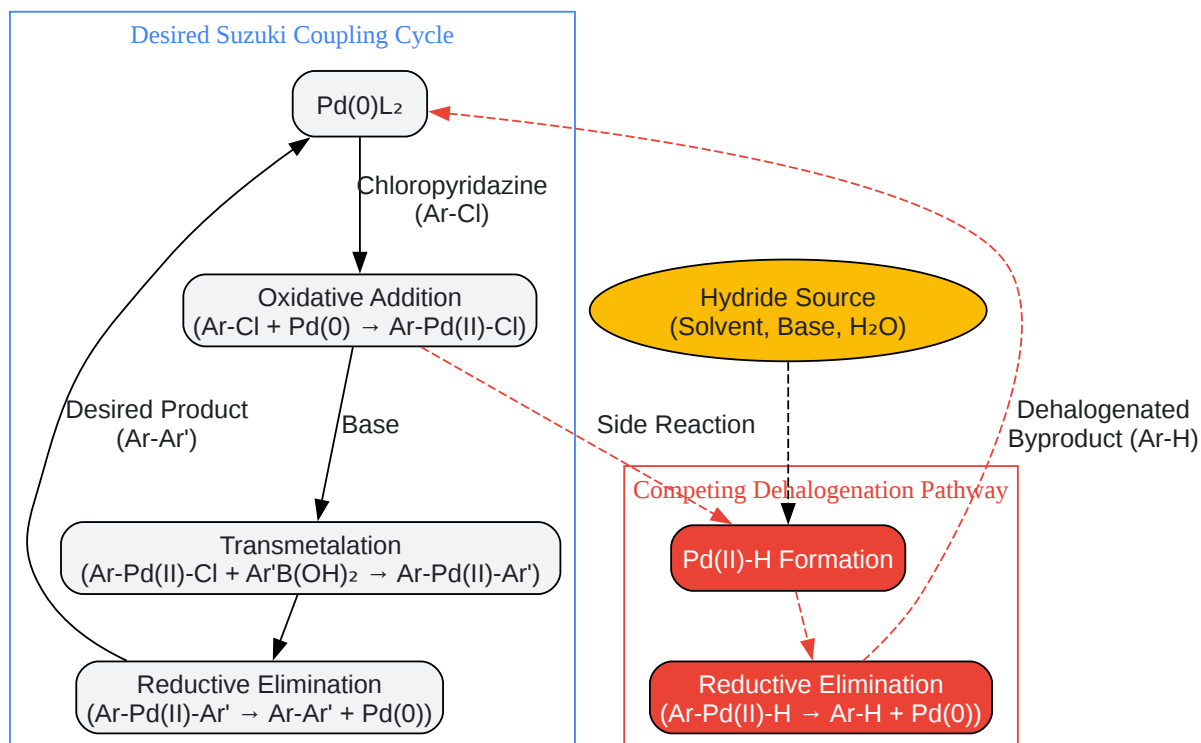 Desired Suzuki Coupling Cycle
Pd(0)L₂
Chloropyridazine
(Ar-Cl)
Oxidative Addition
(Ar-Cl + Pd(0) → Ar-Pd(II)-Cl)
Hydride Source
(Solvent, Base, H₂O)
Desired Product
(Ar-Ar')
Base
Side Reaction
Dehalogenated
Byproduct (Ar-H)
Competing Dehalogenation Pathway
Transmetalation
(Ar-Pd(II)-Cl + Ar'B(OH)₂ → Ar-Pd(II)-Ar')
Pd(II)-H Formation
Reductive Elimination
(Ar-Pd(II)-Ar' → Ar-Ar' + Pd(0))
Reductive Elimination
(Ar-Pd(II)-H → Ar-H + Pd(0))